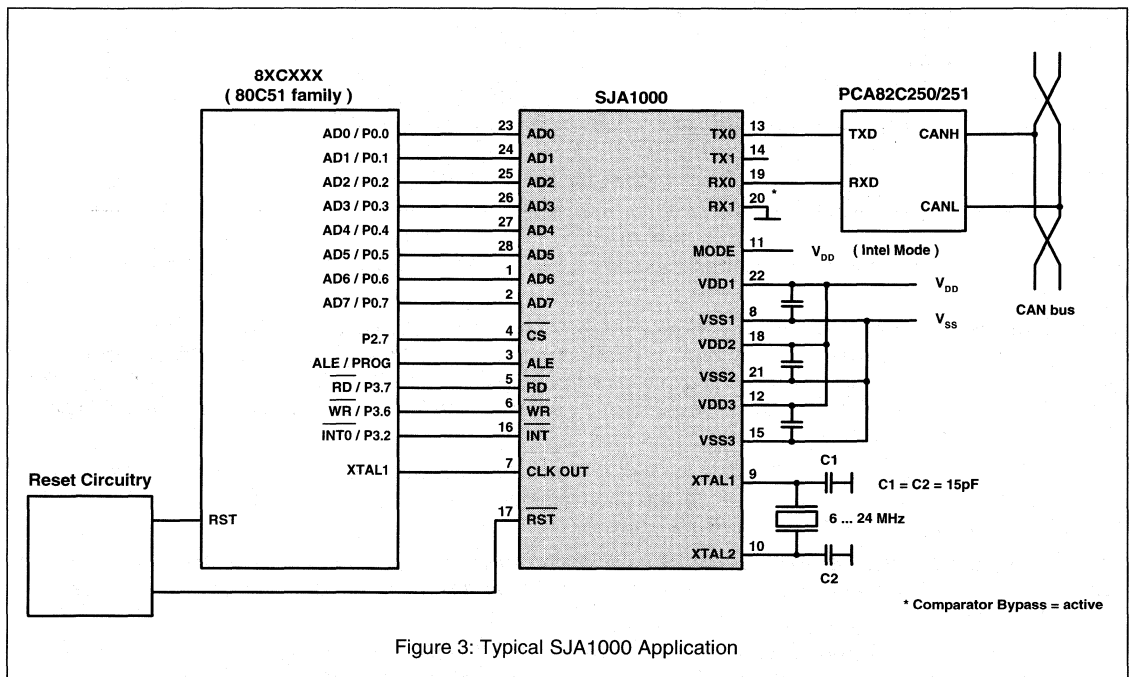 8XCXXX
( 80C51 family )
SJA1000
PCA82C250/251
AD0 / P0.0
23
AD0
TX0
13
TXD
CANH
AD1 / P0.1
24
AD1
TX1
14
AD2 / P0.2
25
AD2
RX0
19
RXD
AD3 / P0.3
26
AD3
RX1
20
*
CANL
AD4 / P0.4
27
AD4
AD5 / P0.5
28
AD5
MODE
11
VDD
( Intel Mode )
AD6 / P0.6
1
AD6
VDD1
22
VDD
AD7 / P0.7
2
AD7
VSS1
8
VSS
CAN bus
P2.7
4
CS
VDD2
18
ALE / PROG
3
ALE
RD / P3.7
5
RD
VSS2
21
WR / P3.6
6
WR
VDD3
12
INT0 / P3.2
16
INT
VSS3
15
XTAL1
7
CLK OUT
XTAL1
9
C1
C1 = C2 = 15pF
Reset Circuitry
RST
17
RST
6 ... 24 MHz
XTAL2
10
C2
* Comparator Bypass = active
Figure 3: Typical SJA1000 Application